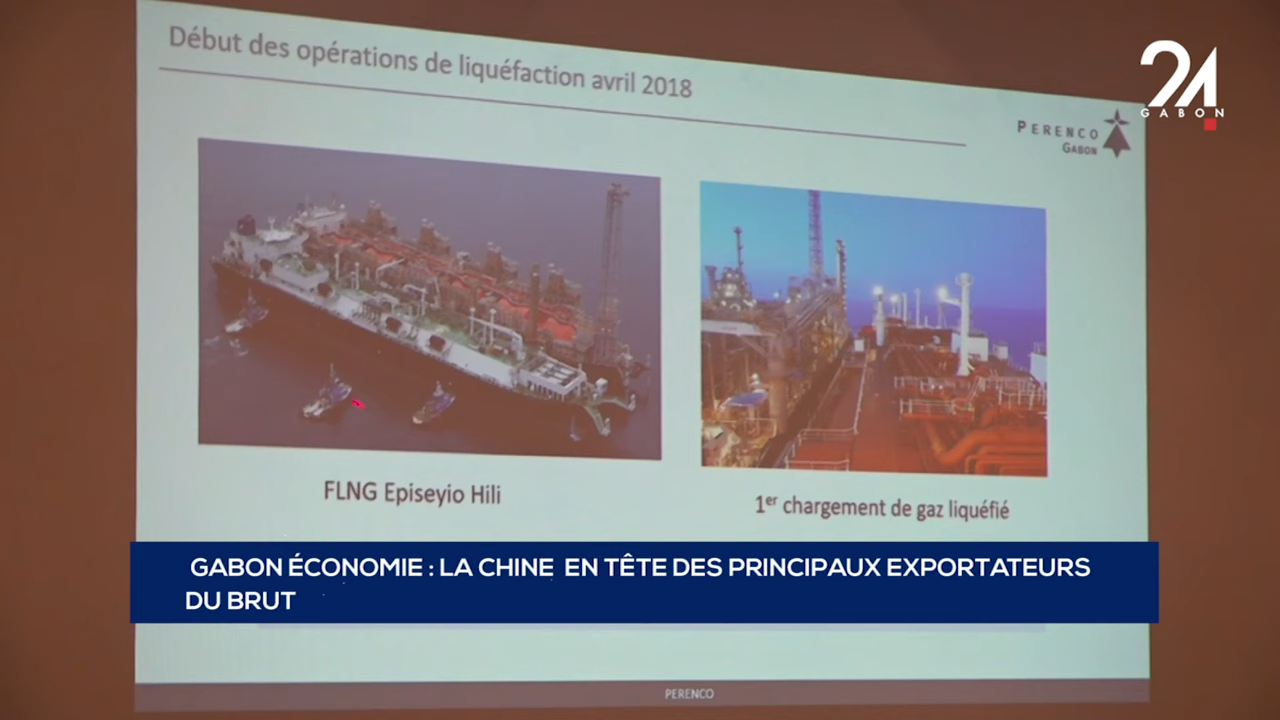 Début des opérations de liquéfaction avril 2018
24
GABON
PERENCO
GABON
FLNG Episeyio Hili
1er chargement de gaz liquéfié
GABON ÉCONOMIE : LA CHINE EN TÊTE DES PRINCIPAUX EXPORTATEURS
DU BRUT
PERENCO